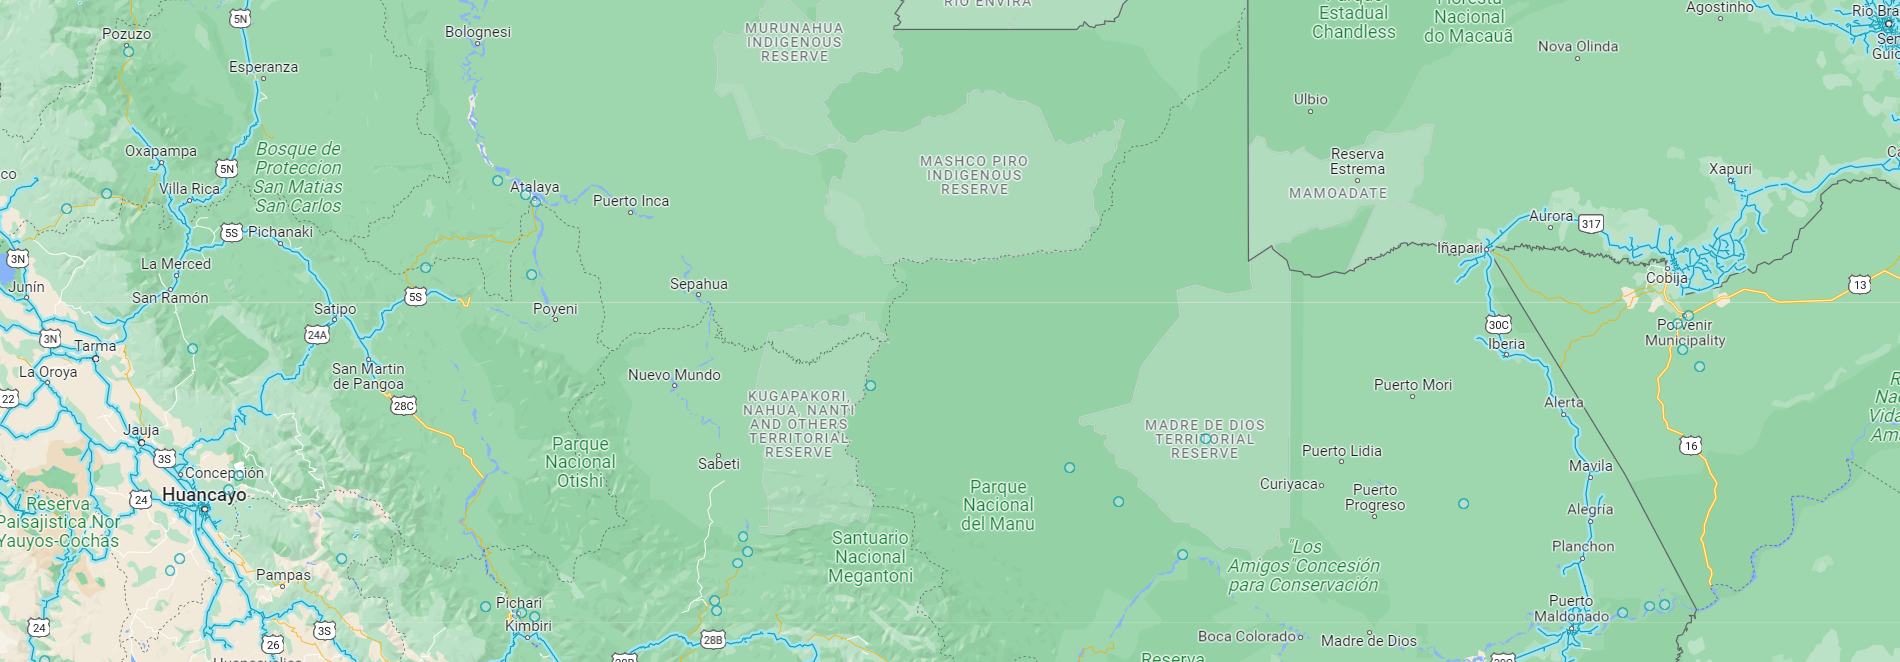 RIO ENVIRA
Pozuzo
5N
Bolognesi
MURUNAHUA
INDIGENOUS
RESERVE
Estadual
Chandless
Nacional
do Macauã
Agostinho
Nova Olinda
Esperanza
Ulbio
Oxapampa
5N
Bosque de
Proteccion
San Matias
San Carlos
Villa Rica
Atalaya
Puerto Inca
MASHCO PIRO
INDIGENOUS
RESERVE
Reserva
Estrema
MAMOADATE
Xapuri
5S
Pichanaki
Aurora
317
Iñapari
3N
La Merced
Junín
San Ramón
Sepahua
Cobija
13
5S
Satipo
Poyeni
24A
3N
Tarma
30C
Iberia
Porvenir
Municipality
La Oroya
San Martin
de Pangoa
Nuevo Mundo
Puerto Mori
22
28C
KUGAPAKORI,
NAHUA, NANTI
AND OTHERS
TERRITORIAL
RESERVE
Alerta
Jauja
MADRE DE DIOS
TERRITORIAL
RESERVE
16
3S
Concepción
Parque
Nacional
Otishi
Sabeti
Puerto Lidia
Mavila
24
Huancayo
Parque
Nacional
del Manu
Curiyaca
Puerto
Progreso
Alegría
Reserva
Paisajistica Nor
Yauyos-Cochas
Santuario
Nacional
Megantoni
"Los
Amigos"Concesión
para Conservación
Planchon
Pampas
Pichari
Kimbiri
Puerto
Maldonado
24
3S
26
28B
Boca Colorado
Madre de Dios
Reserva